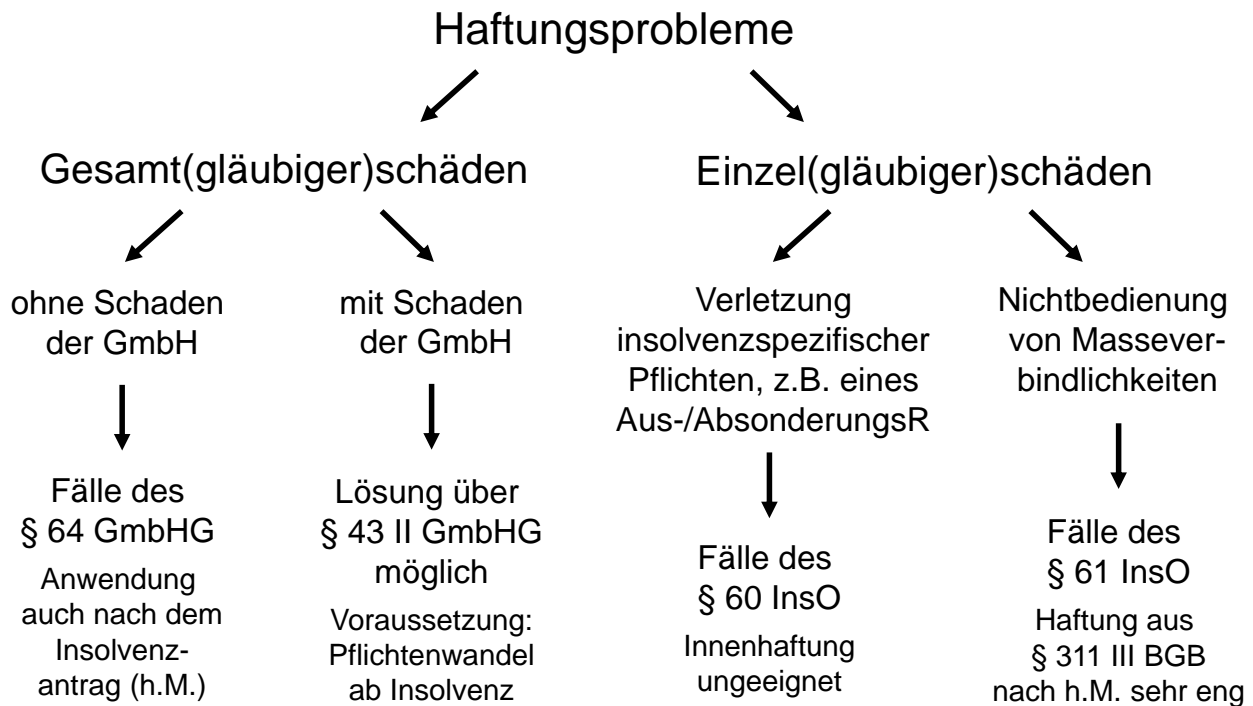 Haftungsprobleme
Gesamt(gläubiger)schäden
Einzel(gläubiger)schäden
ohne Schaden
der GmbH
mit Schaden
der GmbH
Verletzung
insolvenzspezifischer
Pflichten, z.B. eines
Aus-/AbsonderungsR
Nichtbedienung
von Massever-
bindlichkeiten
Fälle des
§ 64 GmbHG
Anwendung
auch nach dem
Insolvenz-
antrag (h.M.)
Lösung über
§ 43 II GmbHG
möglich
Voraussetzung:
Pflichtenwandel
ab Insolvenz
Fälle des
§ 60 InsO
Innenhaftung
ungeeignet
Fälle des
§ 61 InsO
Haftung aus
§ 311 III BGB
nach h.M. sehr eng